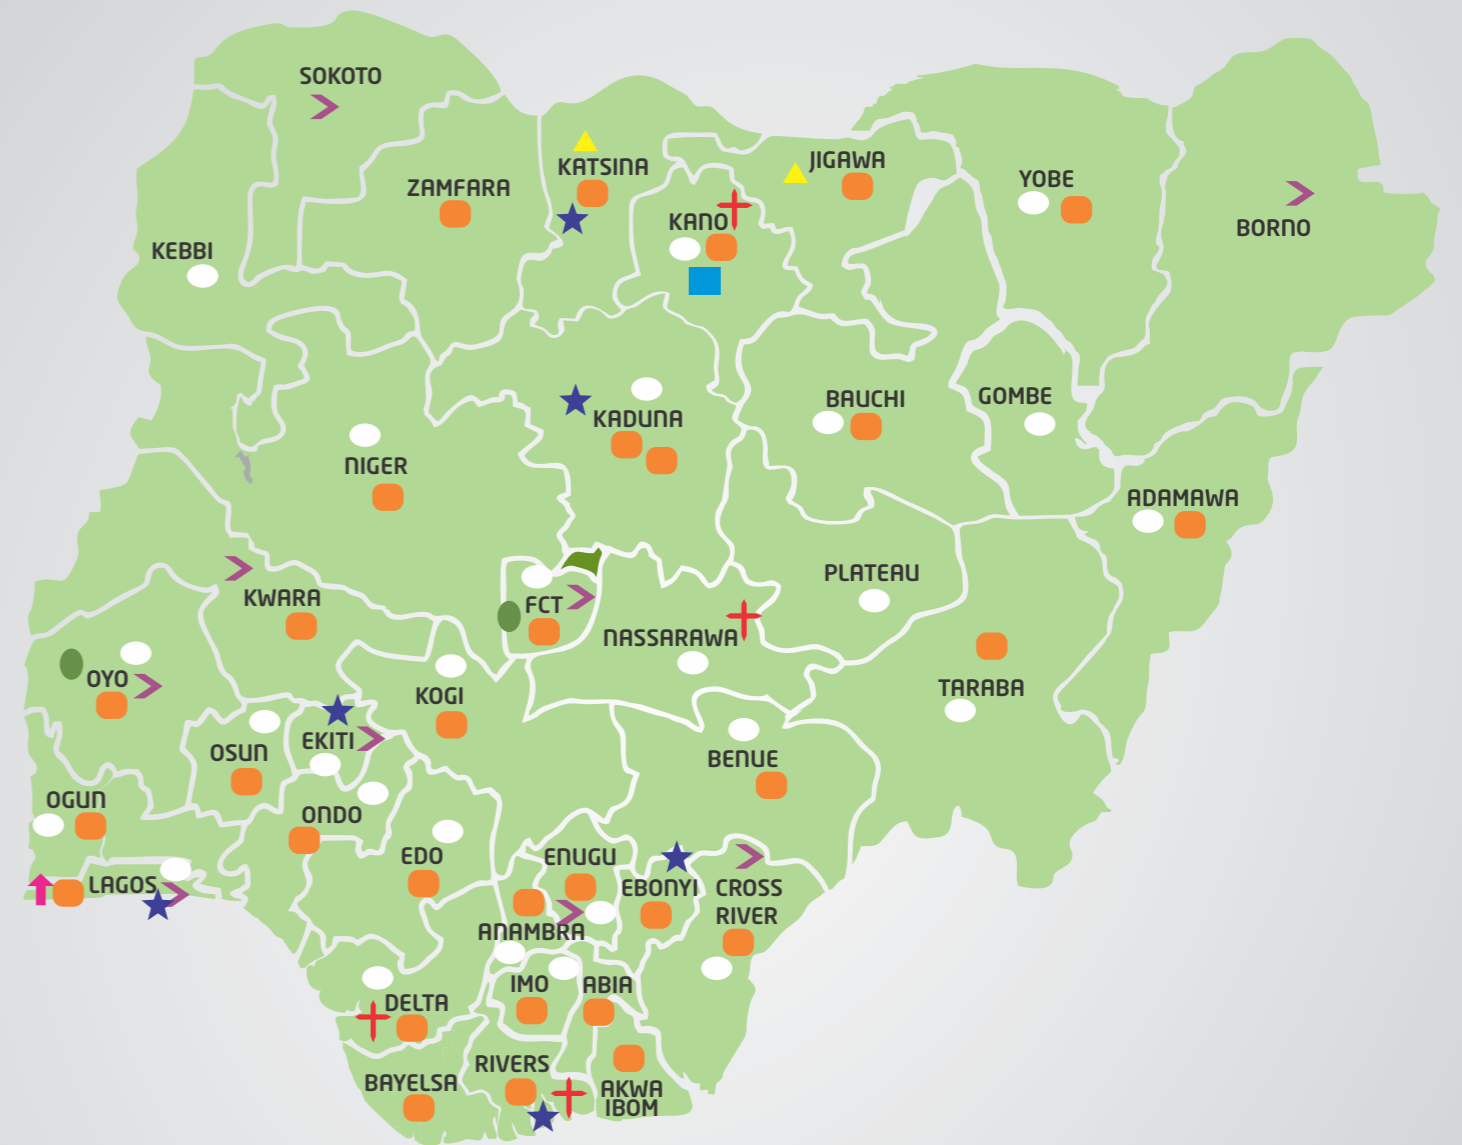 SOKOTO
KATSINA
JIGAWA
ZAMFARA
YOBE
KANO
BORNO
KEBBI
BAUCHI
GOMBE
KADUNA
NIGER
ADAMAWA
PLATEAU
KWARA
FCT
NASSARAWA
OYO
TARABA
KOGI
EKITI
OSUN
BENUE
OGUN
ONDO
EDO
ENUGU
LAGOS
EBONYI
CROSS
RIVER
ANAMBRA
IMO
ABIA
DELTA
RIVERS
BAYELSA
AKWA
IBOM